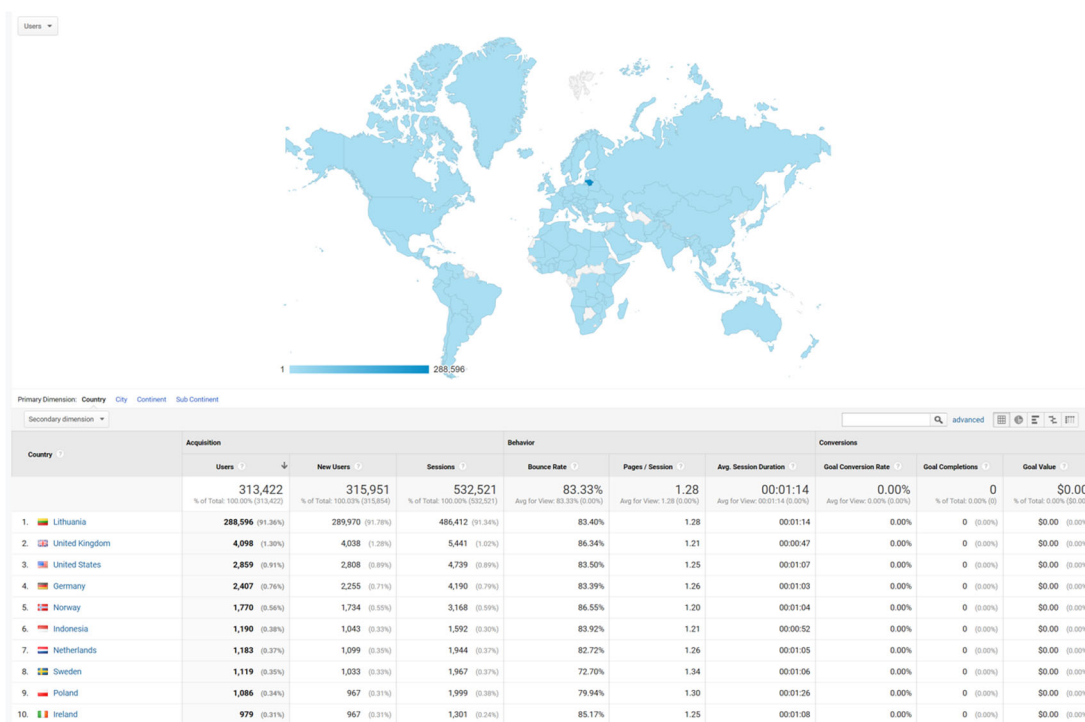 Users
1 288,596
Primary Dimension: Country City Continent Sub Continent
Secondary dimension advanced
Country Acquisition Behavior Conversions
Users New Users Sessions Bounce Rate Pages / Session Avg. Session Duration Goal Conversion Rate Goal Completions Goal Value
313,422 315,951 532,521 83.33% 1.28 00:01:14 0.00% 0 $0.00
% of Total: 100.00% (313,422) % of Total: 100.03% (315,854) % of Total: 100.00% (532,521) Avg for View: 83.33% (0.00%) Avg for View: 1.28 (0.00%) Avg for View: 00:01:14 (0.00%) Avg for View: 0.00% (0.00%) % of Total: 0.00% (0) % of Total: 0.00% ($0.00
1. Lithuania 288,596 (91.36%) 289,970 (91.78%) 486,412 (91.34%) 83.40% 1.28 00:01:14 0.00% 0 (0.00%) $0.00 (0.00%
2. United Kingdom 4,098 (1.30%) 4,038 (1.28%) 5,441 (1.02%) 86.34% 1.21 00:00:47 0.00% 0 (0.00%) $0.00 (0.00%
3. United States 2,859 (0.91%) 2,808 (0.89%) 4,739 (0.89%) 83.50% 1.25 00:01:07 0.00% 0 (0.00%) $0.00 (0.00%
4. Germany 2,407 (0.76%) 2,255 (0.71%) 4,190 (0.79%) 83.39% 1.26 00:01:03 0.00% 0 (0.00%) $0.00 (0.00%
5. Norway 1,770 (0.56%) 1,734 (0.55%) 3,168 (0.59%) 86.55% 1.20 00:01:04 0.00% 0 (0.00%) $0.00 (0.00%
6. Indonesia 1,190 (0.38%) 1,043 (0.33%) 1,592 (0.30%) 83.92% 1.21 00:00:52 0.00% 0 (0.00%) $0.00 (0.00%
7. Netherlands 1,183 (0.37%) 1,099 (0.35%) 1,944 (0.37%) 82.72% 1.26 00:01:05 0.00% 0 (0.00%) $0.00 (0.00%
8. Sweden 1,119 (0.35%) 1,033 (0.33%) 1,967 (0.37%) 72.70% 1.34 00:01:06 0.00% 0 (0.00%) $0.00 (0.00%
9. Poland 1,086 (0.34%) 967 (0.31%) 1,999 (0.38%) 79.94% 1.30 00:01:26 0.00% 0 (0.00%) $0.00 (0.00%
10. Ireland 979 (0.31%) 967 (0.31%) 1,301 (0.24%) 85.17% 1.25 00:01:08 0.00% 0 (0.00%) $0.00 (0.00%